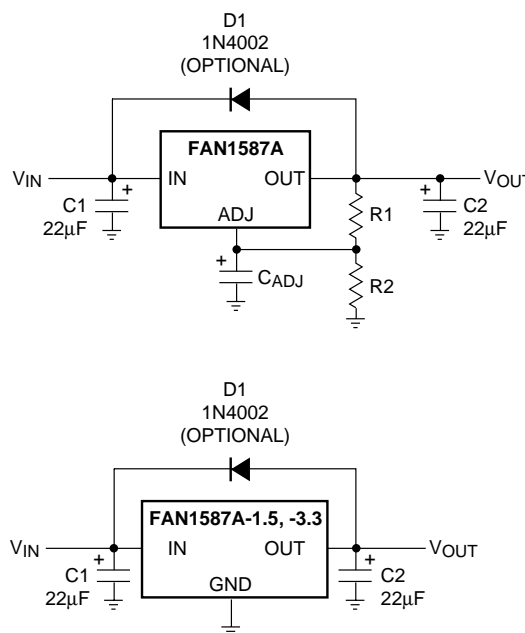 D1
1N4002
(OPTIONAL)
FAN1587A
VIN
IN
OUT
VOUT
+
C1
22μF
ADJ
R1
+
C2
22μF
+
CADJ
R2
D1
1N4002
(OPTIONAL)
FAN1587A-1.5, -3.3
VIN
IN
OUT
VOUT
+
C1
22μF
GND
+
C2
22μF